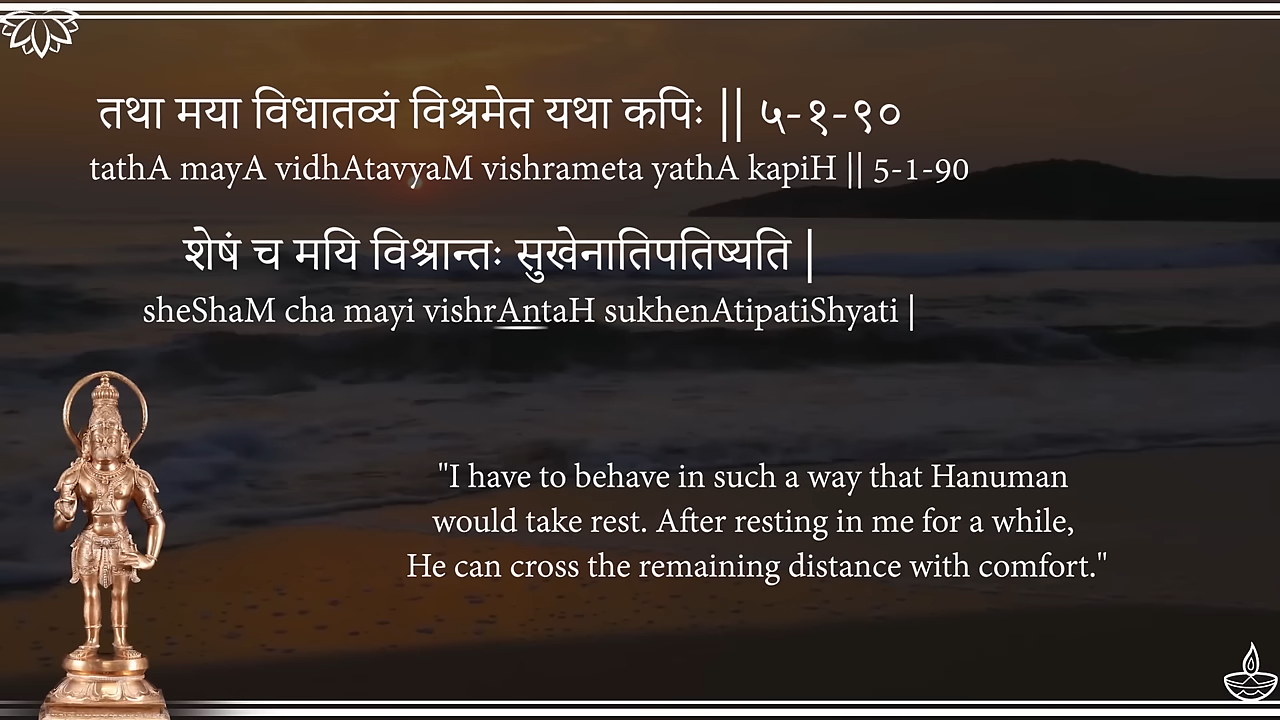 तथा मया विधातव्यं विश्रमेत यथा कपिः || ५-१-९०
tathA mayA vidhAtavyaM vishrameta yathA kapiH || 5-1-90
शेषं च मयि विश्रान्तः सुखेनातिपतिष्यति |
sheShaM cha mayi vishrAntaH sukhenAtipatiShyati |
"I have to behave in such a way that Hanuman
would take rest. After resting in me for a while,
He can cross the remaining distance with comfort."